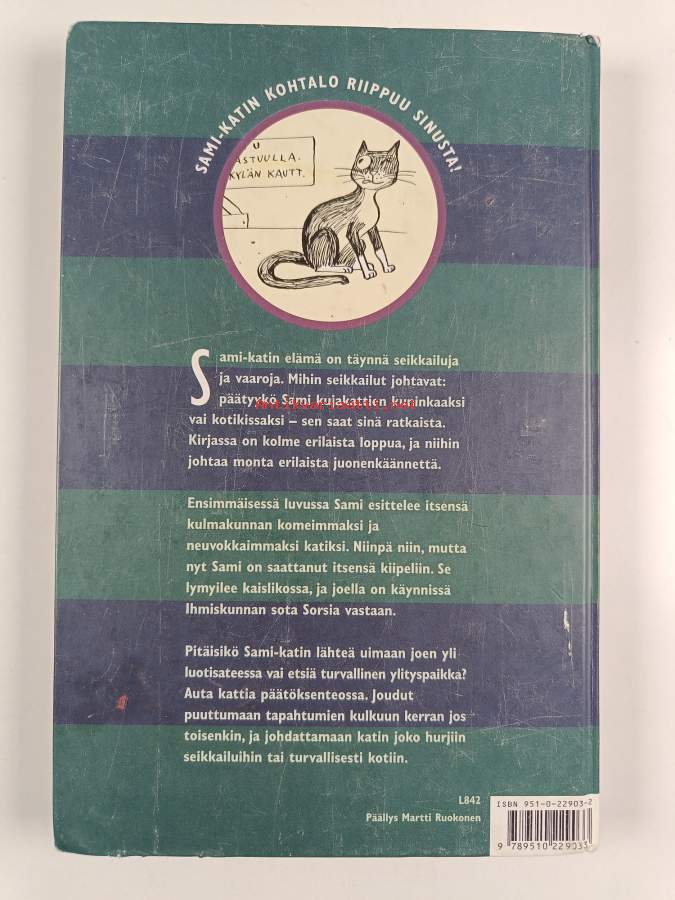 SAMI-KATIN KOHTALO RIIPPUU SINUSTA!
U
ASTUULLA.
KYLÄN KAUTT.
Sami-katin elämä on täynnä seikkailuja
ja vaaroja. Mihin seikkailut johtavat:
päätyykö Sami kujakattien kuninkaaksi
vai kotikissaksi – sen saat sinä ratkaista.
Kirjassa on kolme erilaista loppua, ja niihin
johtaa monta erilaista juonenkäännettä.
Ensimmäisessä luvussa Sami esittelee itsensä
kulmakunnan komeimmaksi ja
neuvokkaimmaksi katiksi. Niinpä niin, mutta
nyt Sami on saattanut itsensä kiipeliin. Se
lymyilee kaislikossa, ja joella on käynnissä
Ihmiskunnan sota Sorsia vastaan.
Pitäisikö Sami-katin lähteä uimaan joen yli
luotisateessa vai etsiä turvallinen ylityspaikka?
Auta kattia päätöksenteossa. Joudut
puuttumaan tapahtumien kulkuun kerran jos
toisenkin, ja johdattamaan katin joko hurjiin
seikkailuihin tai turvallisesti kotiin.
L842
Päällys Martti Ruokonen
ISBN 951-0-22903-2
9 789510 229033